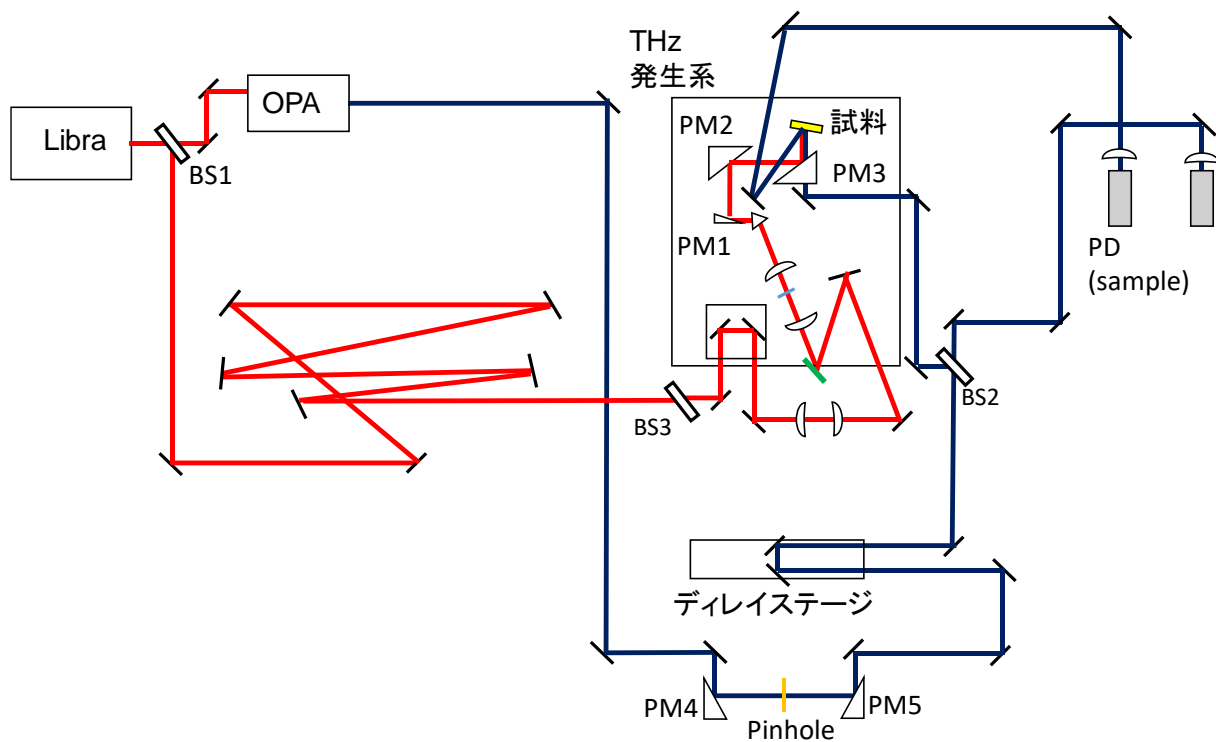 THz
発生系
OPA
Libra
BS1
PM2
試料
PM3
PM1
PD
(sample)
BS3
BS2
ディレイステージ
PM4
PM5
Pinhole